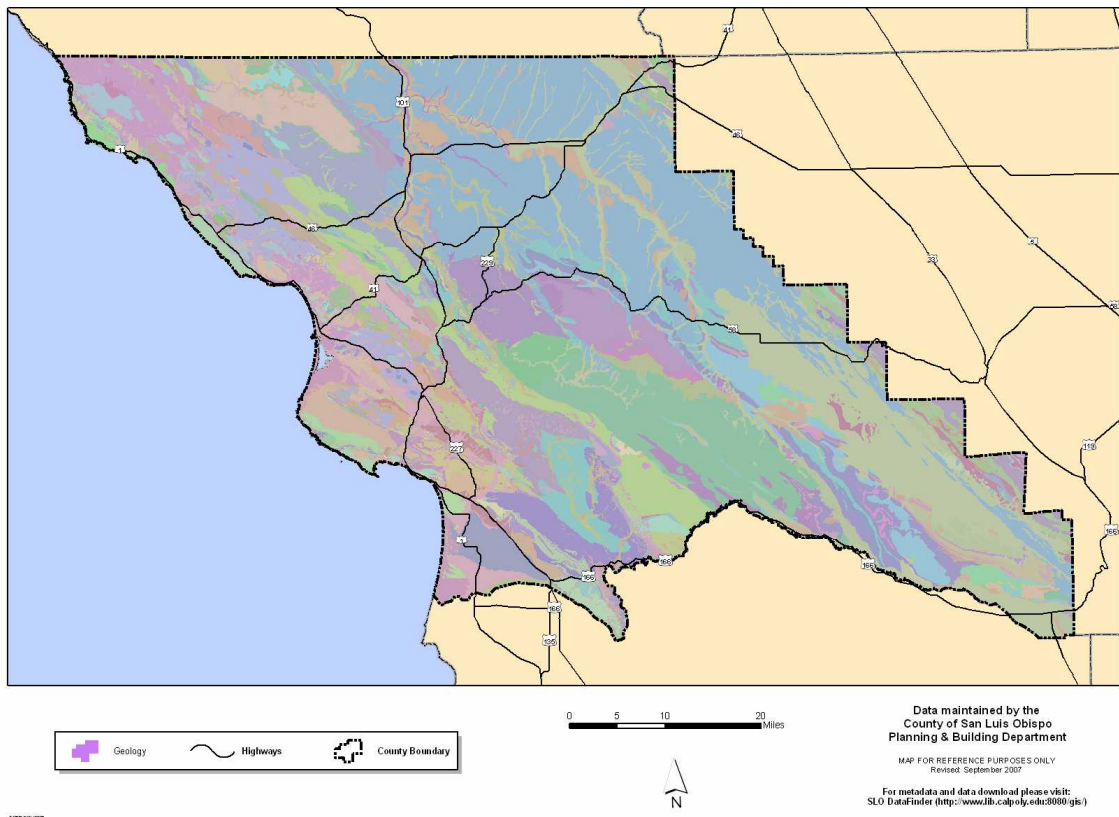 41
101
46
1
5
33
46
229
41
58
58
227
119
166
1
166
166
166
166
135
0 5 10 20
Miles
Geology
Highways
County Boundary
N
Data maintained by the
County of San Luis Obispo
Planning & Building Department
MAP FOR REFERENCE PURPOSES ONLY
Revised: September 2007
For metadata and data download please visit:
SLO DataFinder (http://www.lib.calpoly.edu:8080/gis/)